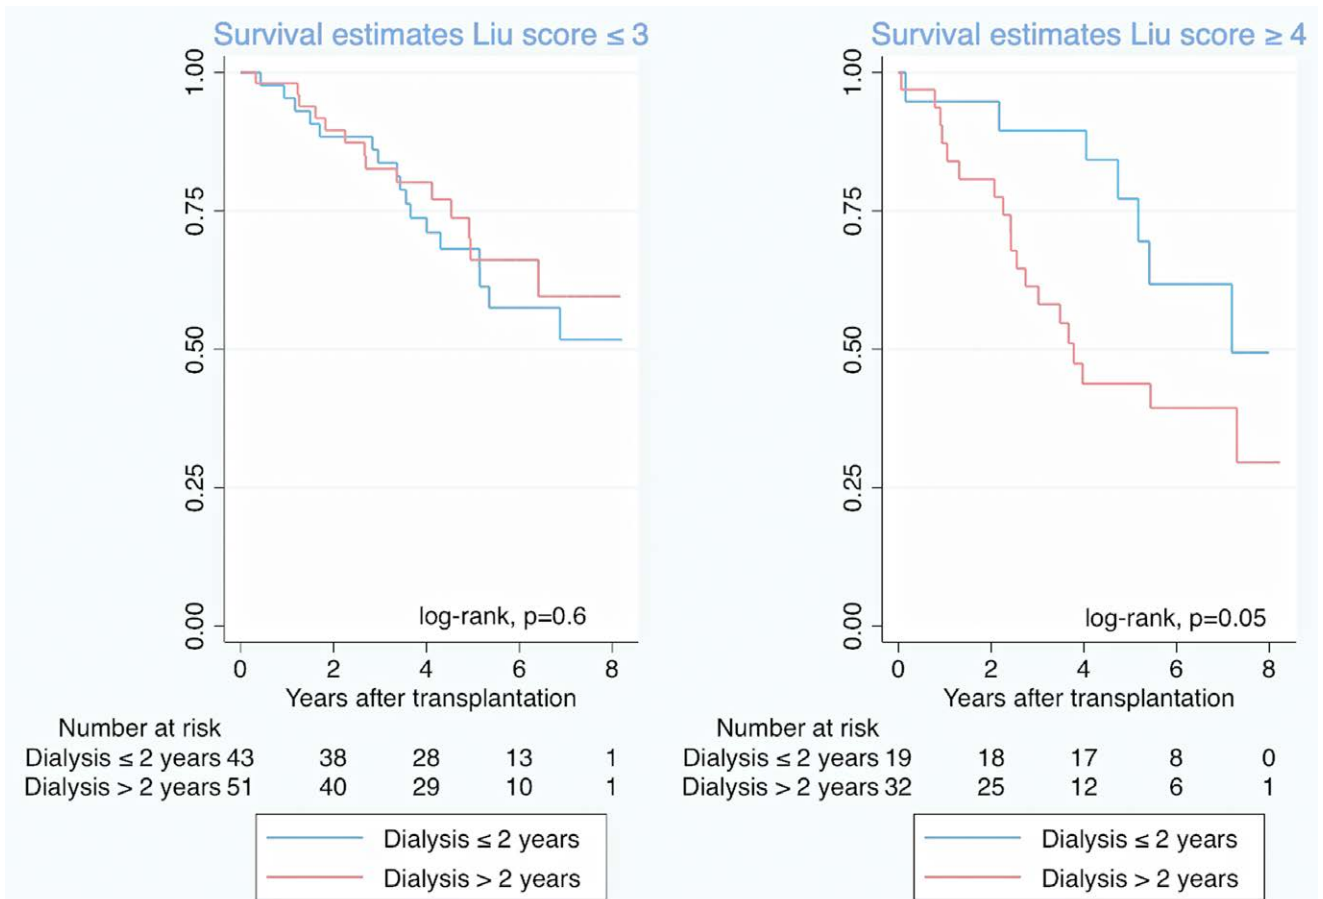 Survival estimates Liu score ≤ 3
1.00
0.75
0.50
0.25
0.00
log-rank, p=0.6
0 2 4 6 8
Years after transplantation
Number at risk
Dialysis ≤ 2 years 43 38 28 13 1
Dialysis > 2 years 51 40 29 10 1
Dialysis ≤ 2 years
Dialysis > 2 years
Survival estimates Liu score ≥ 4
1.00
0.75
0.50
0.25
0.00
log-rank, p=0.05
0 2 4 6 8
Years after transplantation
Number at risk
Dialysis ≤ 2 years 19 18 17 8 0
Dialysis > 2 years 32 25 12 6 1
Dialysis ≤ 2 years
Dialysis > 2 years